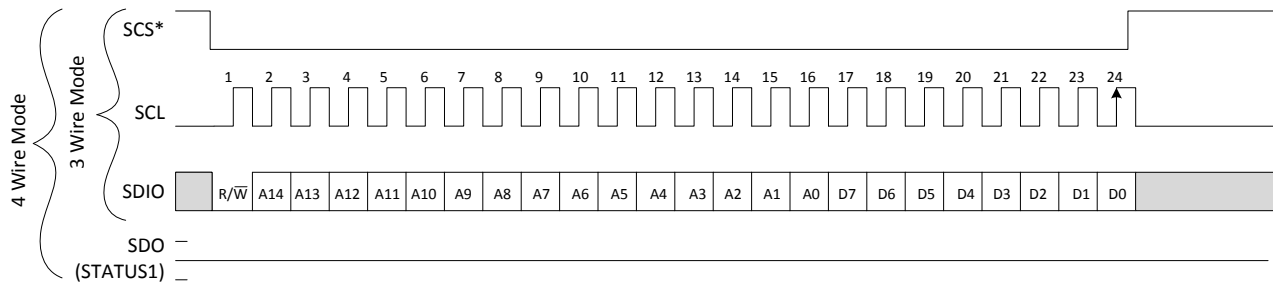 SCS*
1 2 3 4 5 6 7 8 9 10 11 12 13 14 15 16 17 18 19 20 21 22 23 24
SCL
4 Wire Mode
3 Wire Mode
SDIO R/W̅ A14 A13 A12 A11 A10 A9 A8 A7 A6 A5 A4 A3 A2 A1 A0 D7 D6 D5 D4 D3 D2 D1 D0
SDO
(STATUS1)